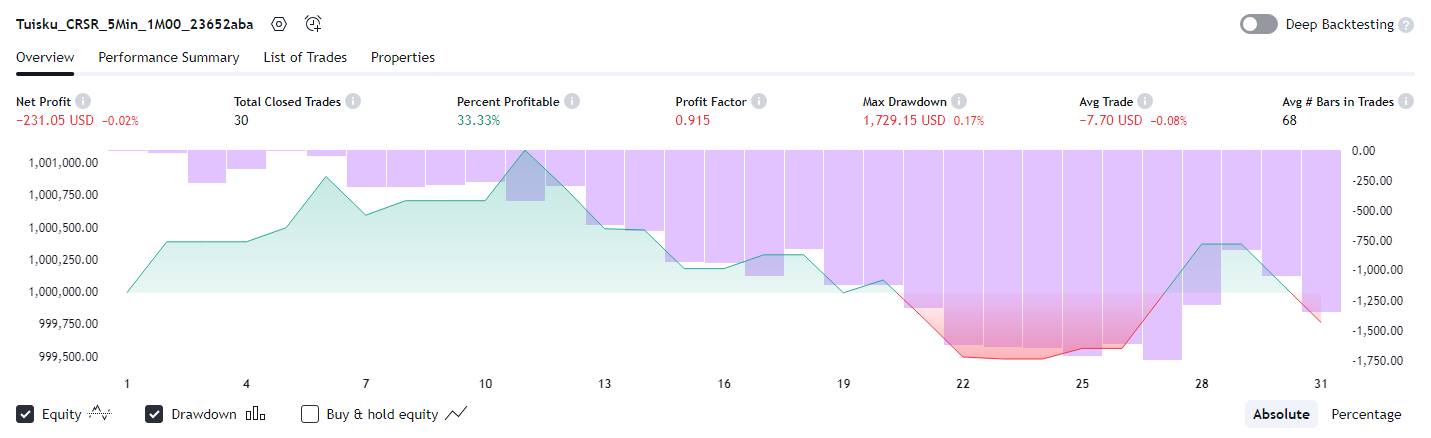 Tuisku_CRSR_5Min_1M00_23652aba Deep Backtesting ?
Overview Performance Summary List of Trades Properties
Net Profit i Total Closed Trades i Percent Profitable i Profit Factor i Max Drawdown i Avg Trade i Avg # Bars in Trades i
−231.05 USD −0.02% 30 33.33% 0.915 1,729.15 USD 0.17% −7.70 USD −0.08% 68
1,001,000.00 0.00
1,000,750.00 -250.00
1,000,500.00 -500.00
1,000,250.00 -750.00
1,000,000.00 -1,000.00
999,750.00 -1,250.00
999,500.00 -1,500.00
-1,750.00
1 4 7 10 13 16 19 22 25 28 31
Equity Drawdown Buy & hold equity Absolute Percentage